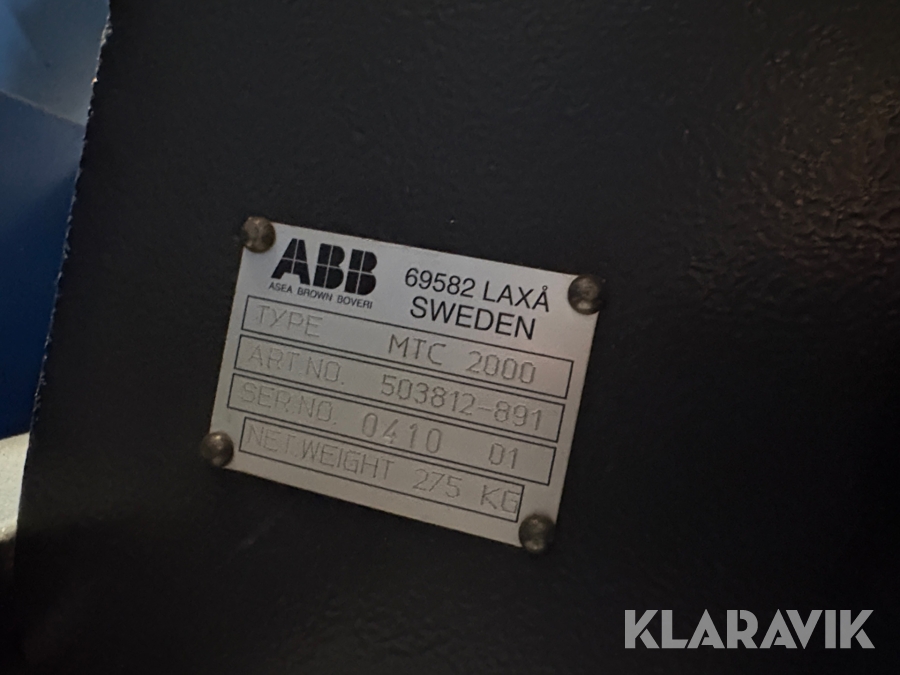 ABB
ASEA BROWN BOVERI
69582 LAXÅ
SWEDEN
TYPE MTC 2000
ART.NO. 503812-891
SER.NO. 0410 01
NET.WEIGHT 275 KG
KLARAVIK